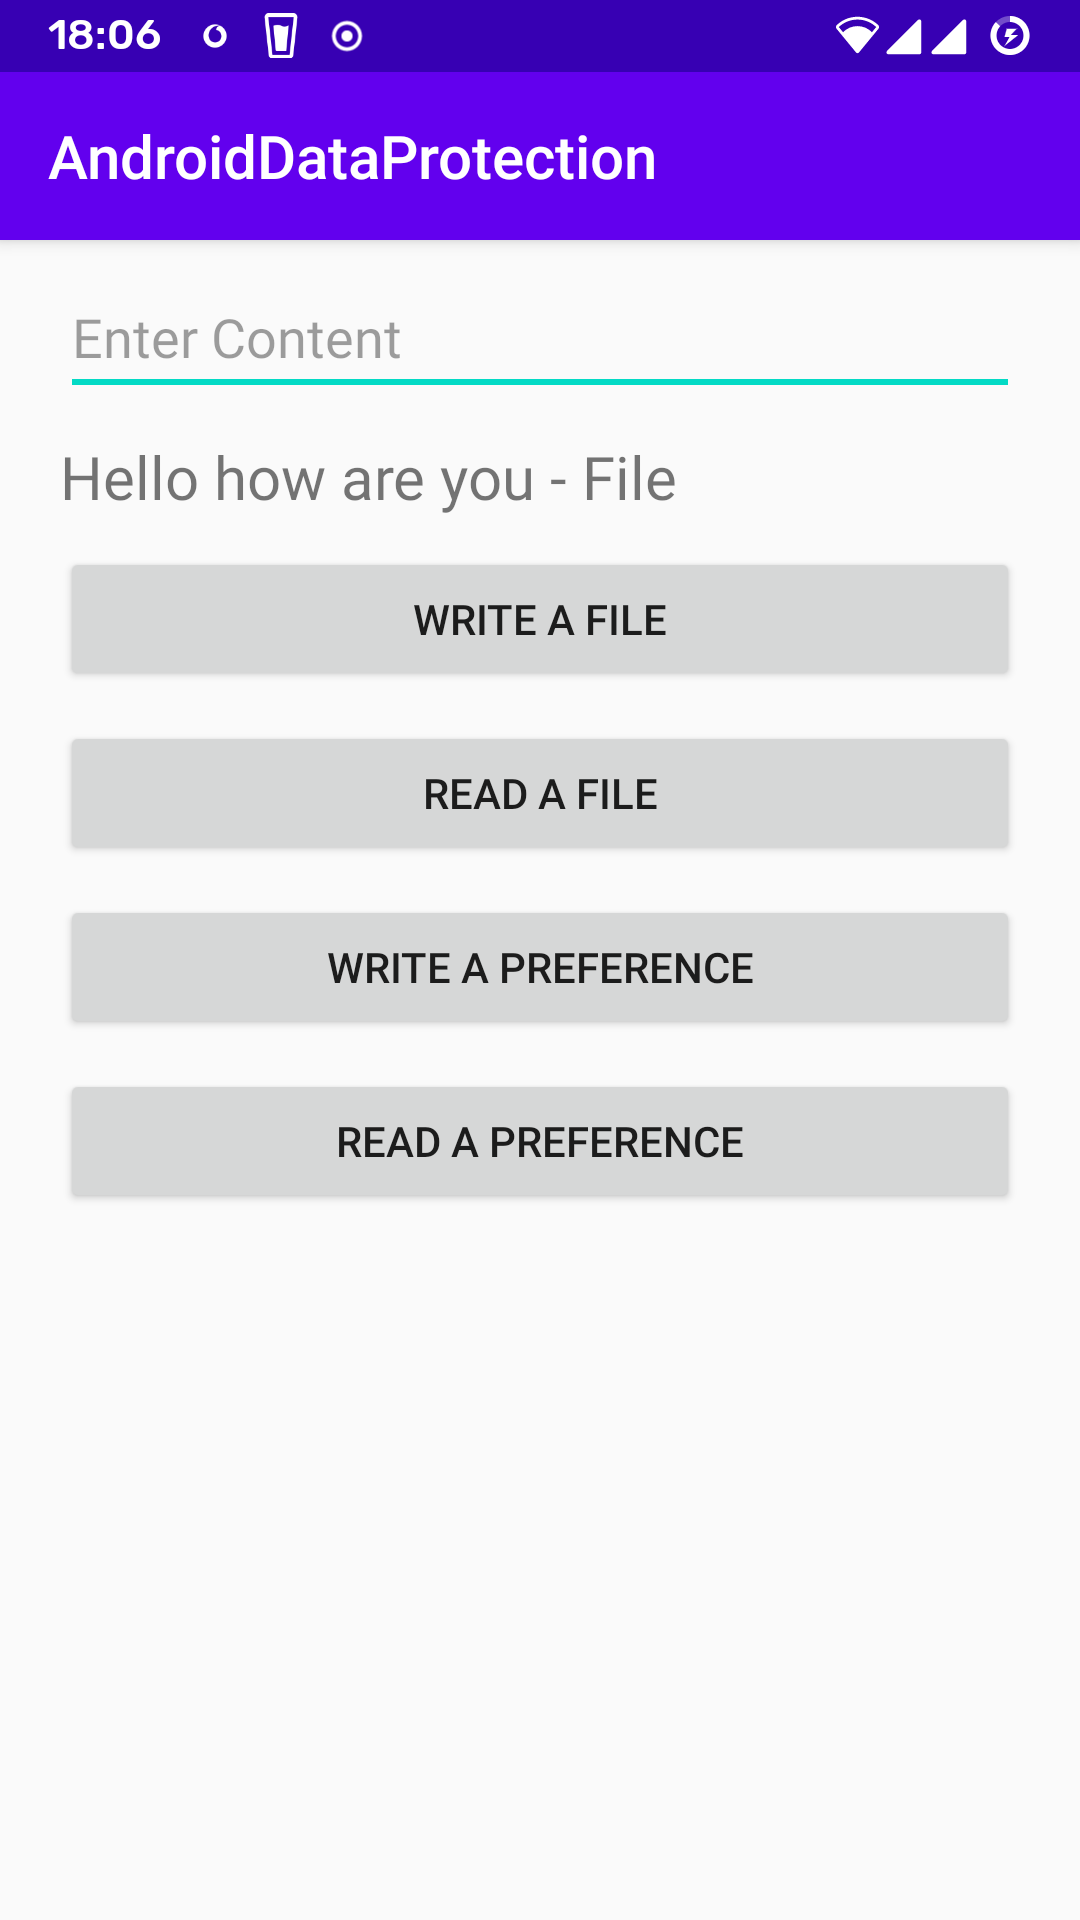 18:06
AndroidDataProtection
Enter Content
Hello how are you - File
WRITE A FILE
READ A FILE
WRITE A PREFERENCE
READ A PREFERENCE